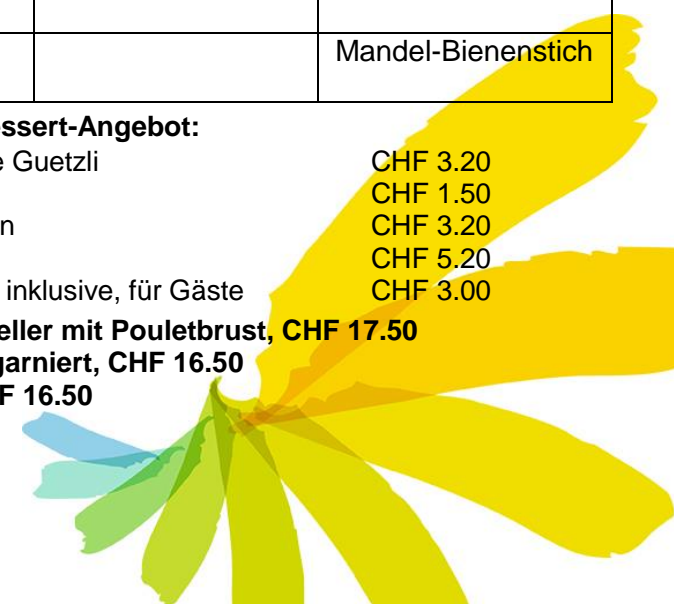 Mandel-Bienenstich
ssert-Angebot:
e Guetzli CHF 3.20
CHF 1.50
n CHF 3.20
CHF 5.20
inklusive, für Gäste CHF 3.00
eller mit Pouletbrust, CHF 17.50
garniert, CHF 16.50
F 16.50